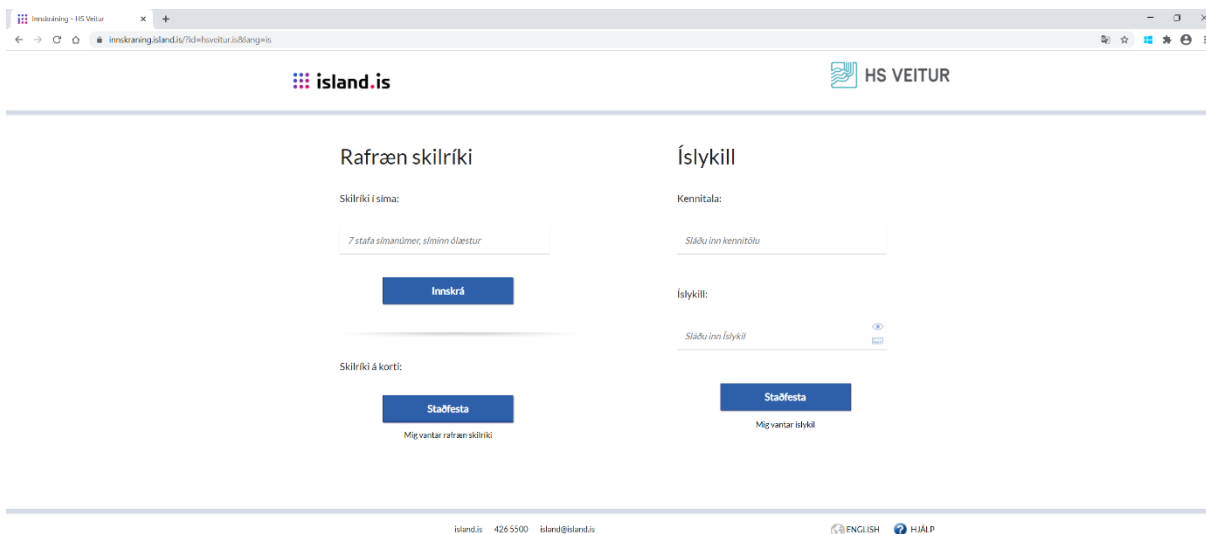 Innskráning - HS Veitur
innskraning.island.is/?id=hsveitur.is&lang=is
island.is
HS VEITUR
Rafræn skilríki
Skilríki í síma:
7 stafa símanúmer, síminn ólæstur
Innskrá
Skilríki á korti:
Staðfesta
Mig vantar rafræn skilríki
Íslykill
Kennitala:
Sláðu inn kennitölu
Íslykill:
Sláðu inn Íslykil
Staðfesta
Mig vantar íslykil
island.is 426 5500 island@island.is
ENGLISH HJÁLP